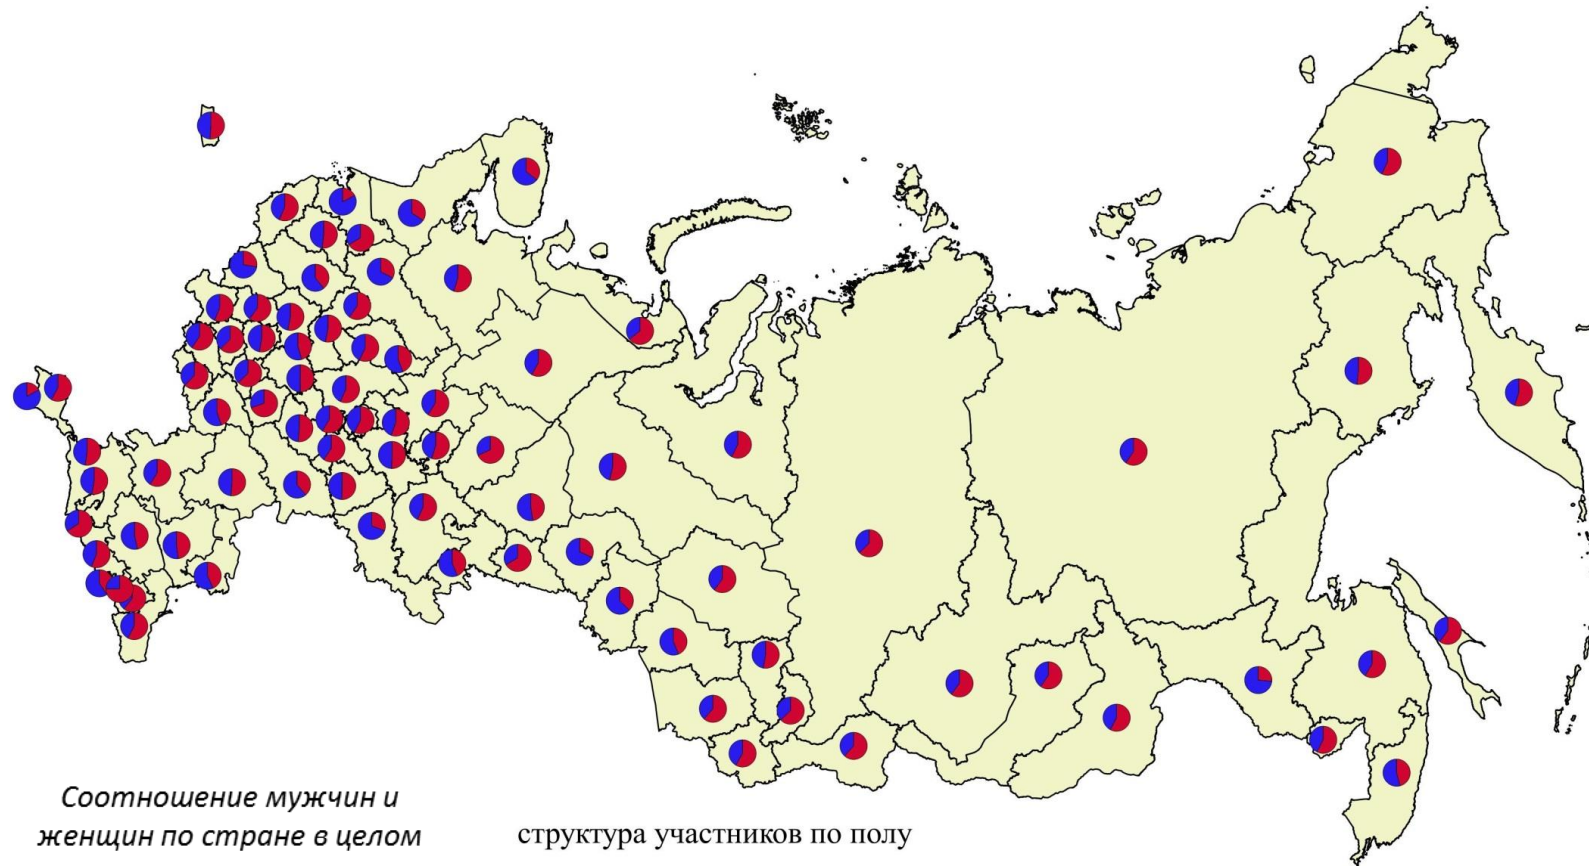 Соотношение мужчин и
женщин по стране в целом
структура участников по полу